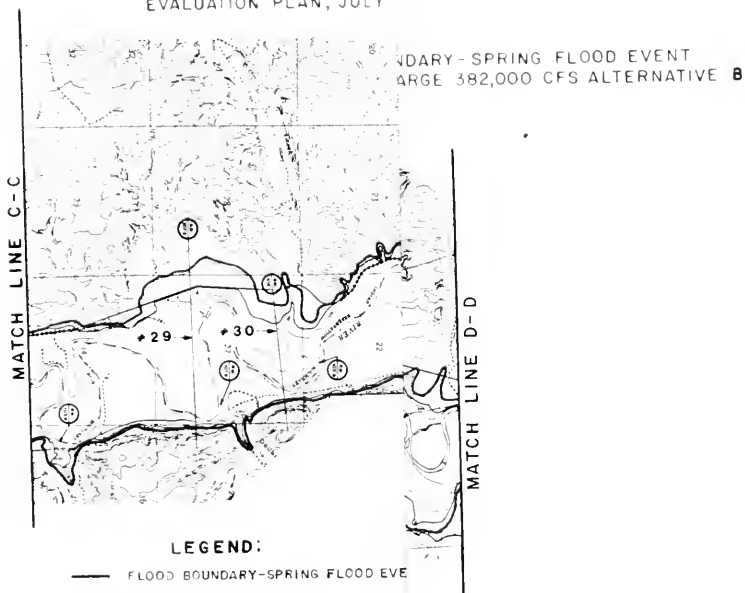 EVALUATION PLAN, JULY
NDARY-SPRING FLOOD EVENT
ARGE 382,000 CFS ALTERNATIVE B
MATCH LINE C-C
#29
#30
RIVER
22
MATCH LINE D-D
LEGEND:
FLOOD BOUNDARY-SPRING FLOOD EVE